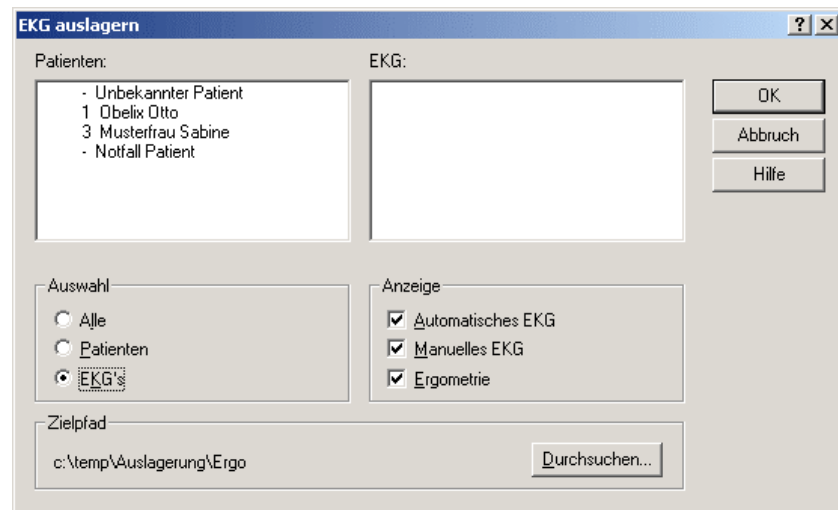 EKG auslagern
Patienten:
EKG:
- Unbekannter Patient
1 Obelix Otto
3 Musterfrau Sabine
- Notfall Patient
OK
Abbruch
Hilfe
Auswahl
Alle
Patienten
EKG's
Anzeige
Automatisches EKG
Manuelles EKG
Ergometrie
Zielpfad
c:\temp\Auslagerung\Ergo
Durchsuchen...